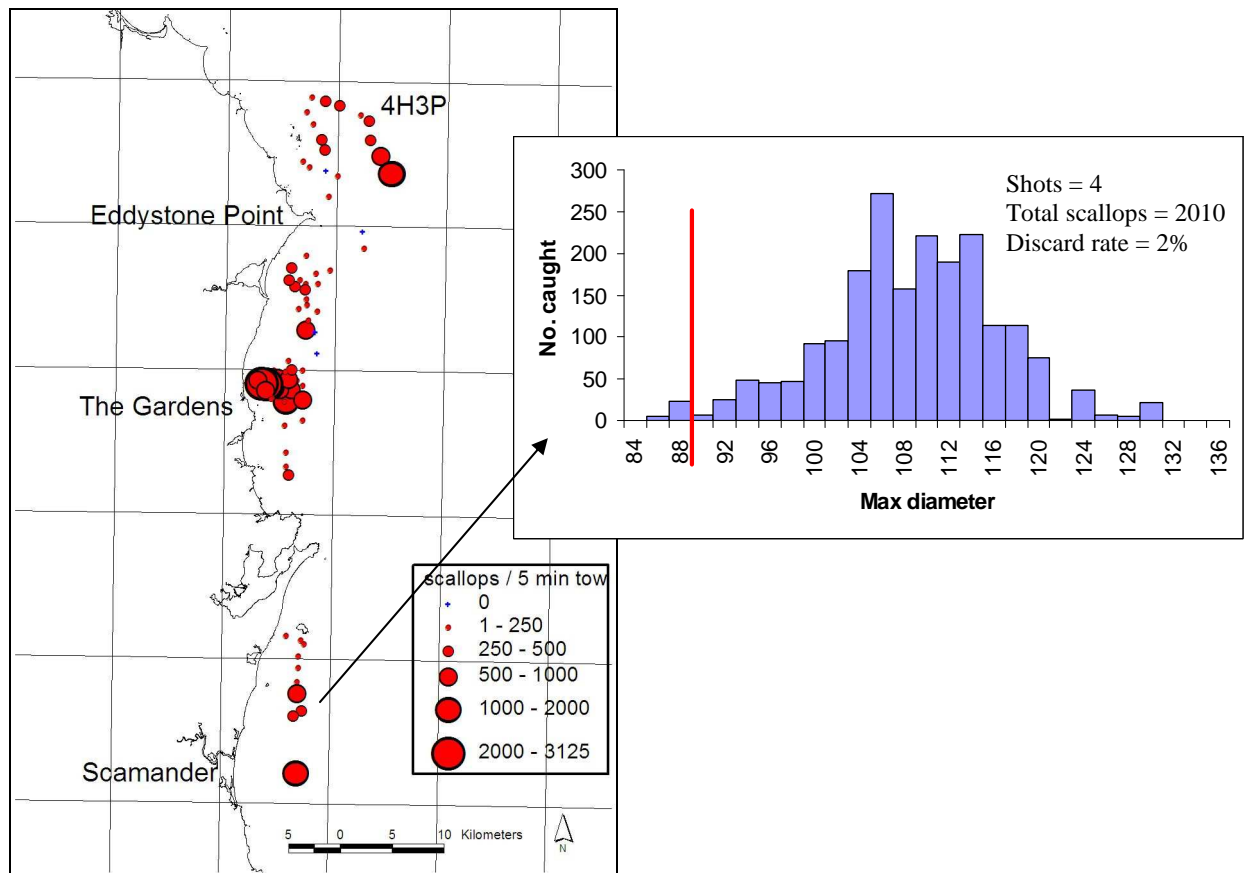 4H3P
Eddystone Point
The Gardens
Scamander
scallops / 5 min tow
0
1 - 250
250 - 500
500 - 1000
1000 - 2000
2000 - 3125
5 0 5 10 Kilometers
N
Shots = 4
Total scallops = 2010
Discard rate = 2%
No. caught
300
250
200
150
100
50
0
84 88 92 96 100 104 108 108 112 116 120 124 128 132 136
Max diameter